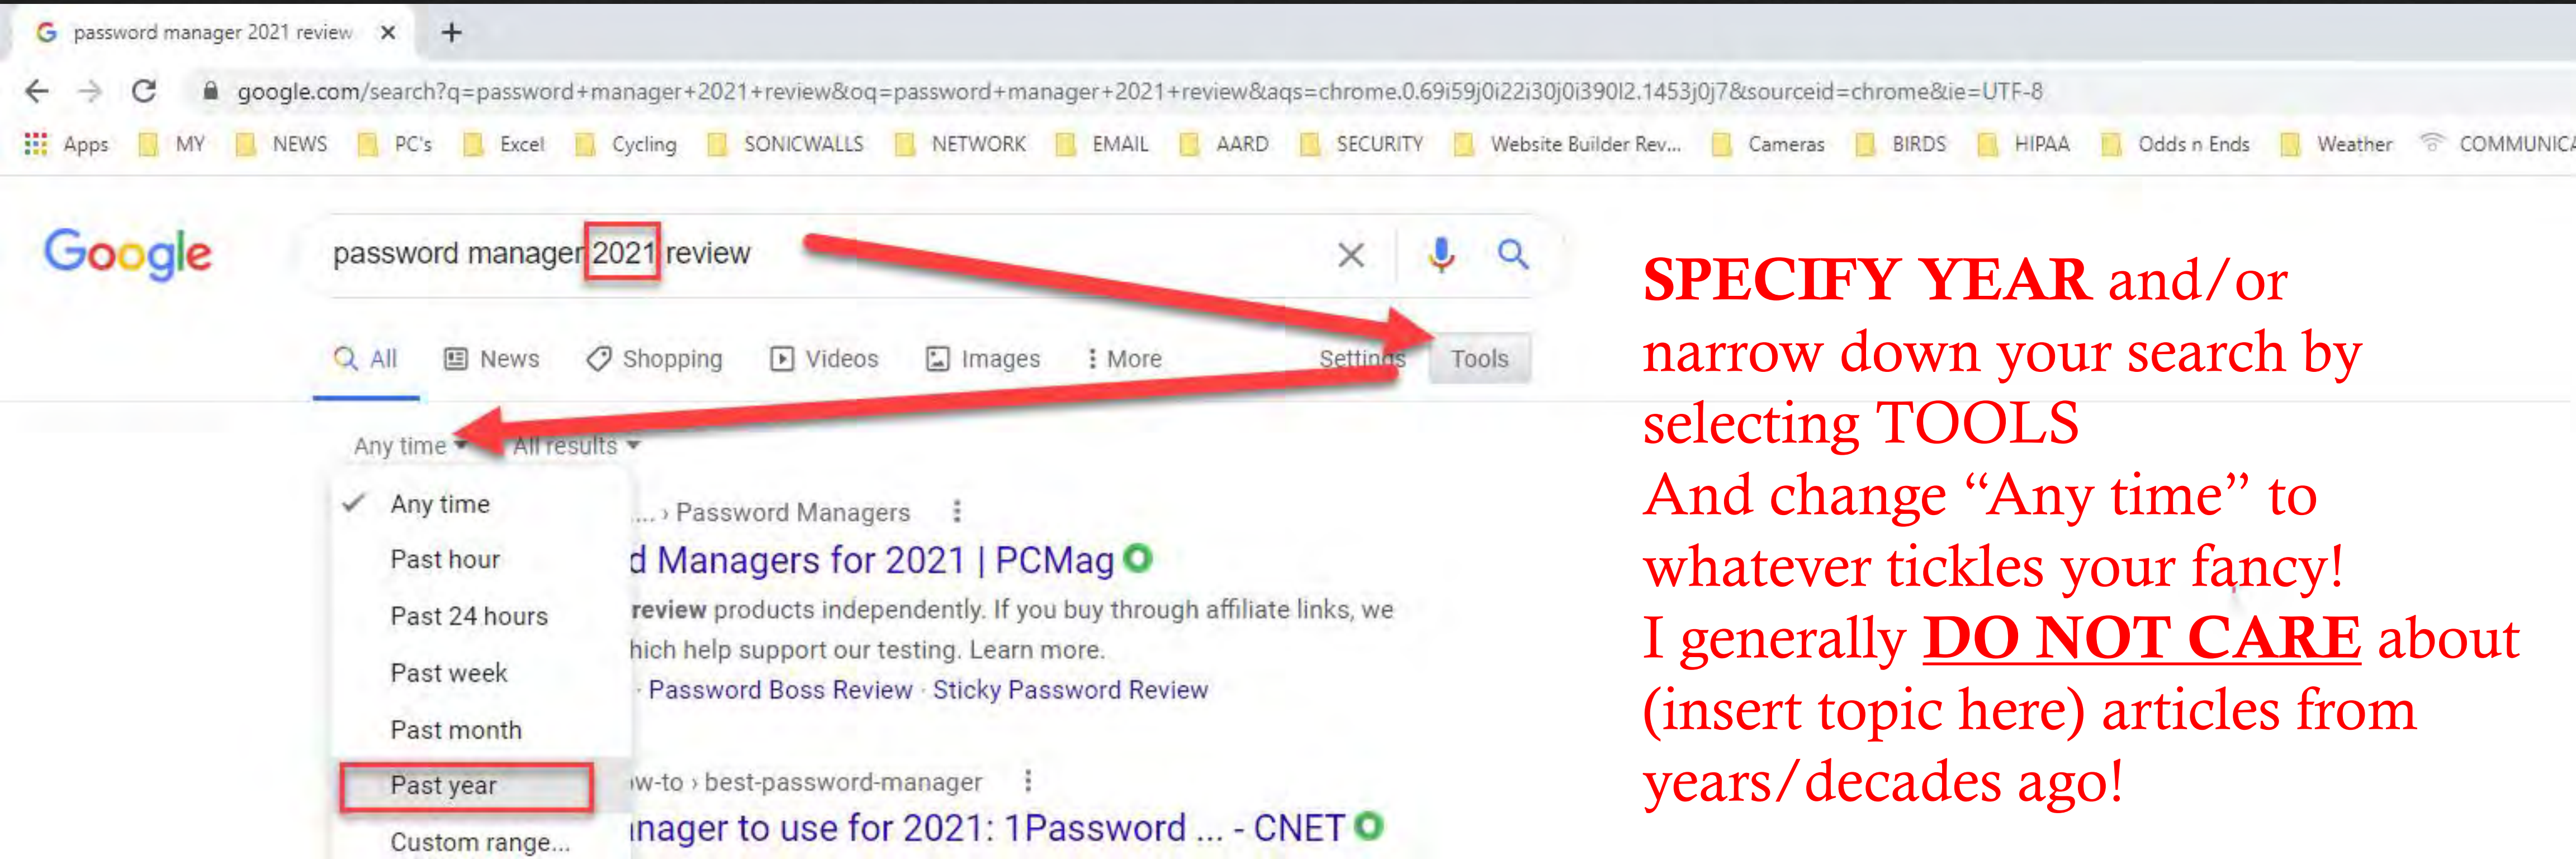 password manager 2021 review
google.com/search?q=password+manager+2021+review&oq=password+manager+2021+review&aqs=chrome.0.69i59j0i22i30j0i390l2.1453j0j7&sourceid=chrome&ie=UTF-8
Apps MY NEWS PC's Excel Cycling SONICWALLS NETWORK EMAIL AARD SECURITY Website Builder Rev... Cameras BIRDS HIPAA Odds n Ends Weather COMMUNICA
Google
password manager 2021 review
All News Shopping Videos Images More Settings Tools
Any time All results
Any time
Past hour
Past 24 hours
Past week
Past month
Past year
Custom range...
... › Password Managers
d Managers for 2021 | PCMag
review products independently. If you buy through affiliate links, we
hich help support our testing. Learn more.
· Password Boss Review · Sticky Password Review
w-to › best-password-manager
nager to use for 2021: 1Password ... - CNET
SPECIFY YEAR and/or
narrow down your search by
selecting TOOLS
And change “Any time” to
whatever tickles your fancy!
I generally DO NOT CARE about
(insert topic here) articles from
years/decades ago!